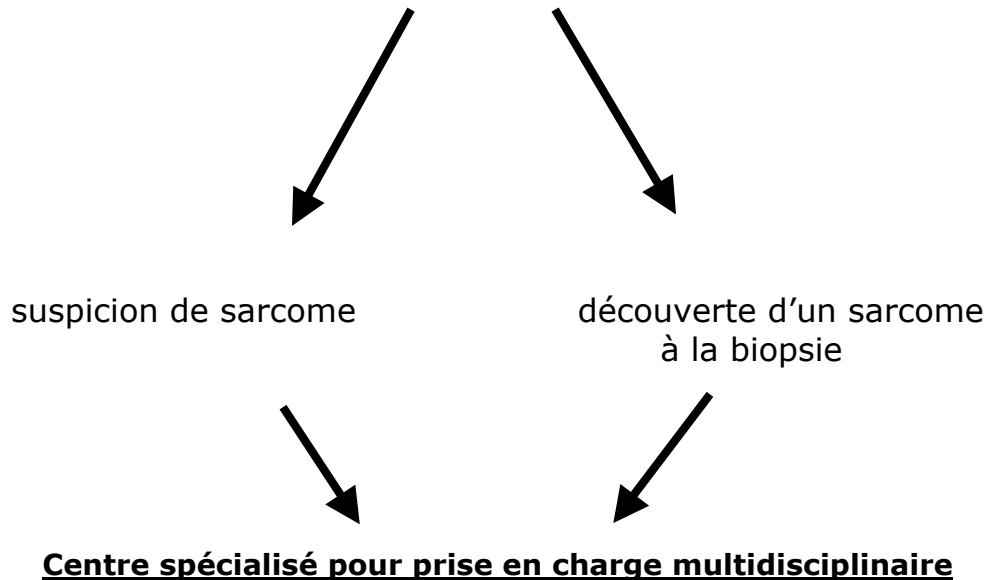 suspicion de sarcome
découverte d’un sarcome
à la biopsie
Centre spécialisé pour prise en charge multidisciplinaire